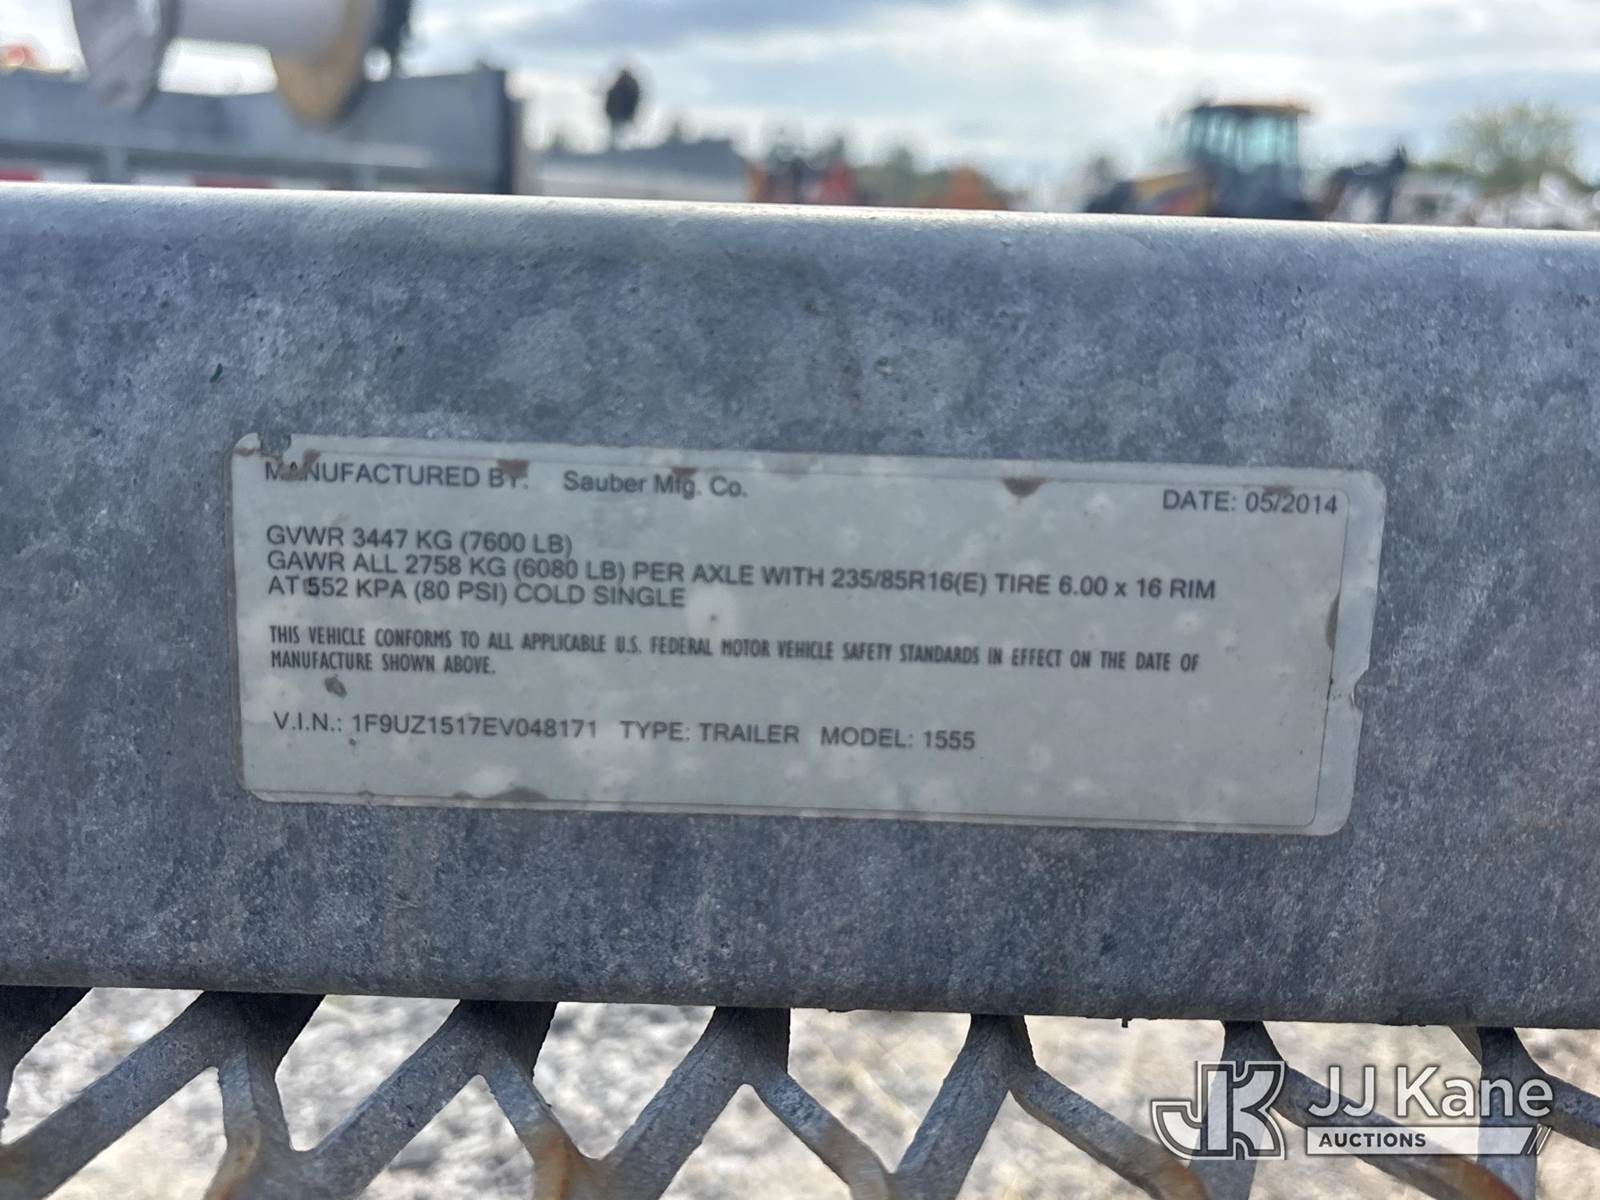 MANUFACTURED BY: Sauber Mfg. Co. DATE: 05/2014
GVWR 3447 KG (7600 LB)
GAWR ALL 2758 KG (6080 LB) PER AXLE WITH 235/85R16(E) TIRE 6.00 x 16 RIM
AT 552 KPA (80 PSI) COLD SINGLE
THIS VEHICLE CONFORMS TO ALL APPLICABLE U.S. FEDERAL MOTOR VEHICLE SAFETY STANDARDS IN EFFECT ON THE DATE OF
MANUFACTURE SHOWN ABOVE.
V.I.N.: 1F9UZ1517EV048171 TYPE: TRAILER MODEL: 1555
JK JJ Kane
AUCTIONS